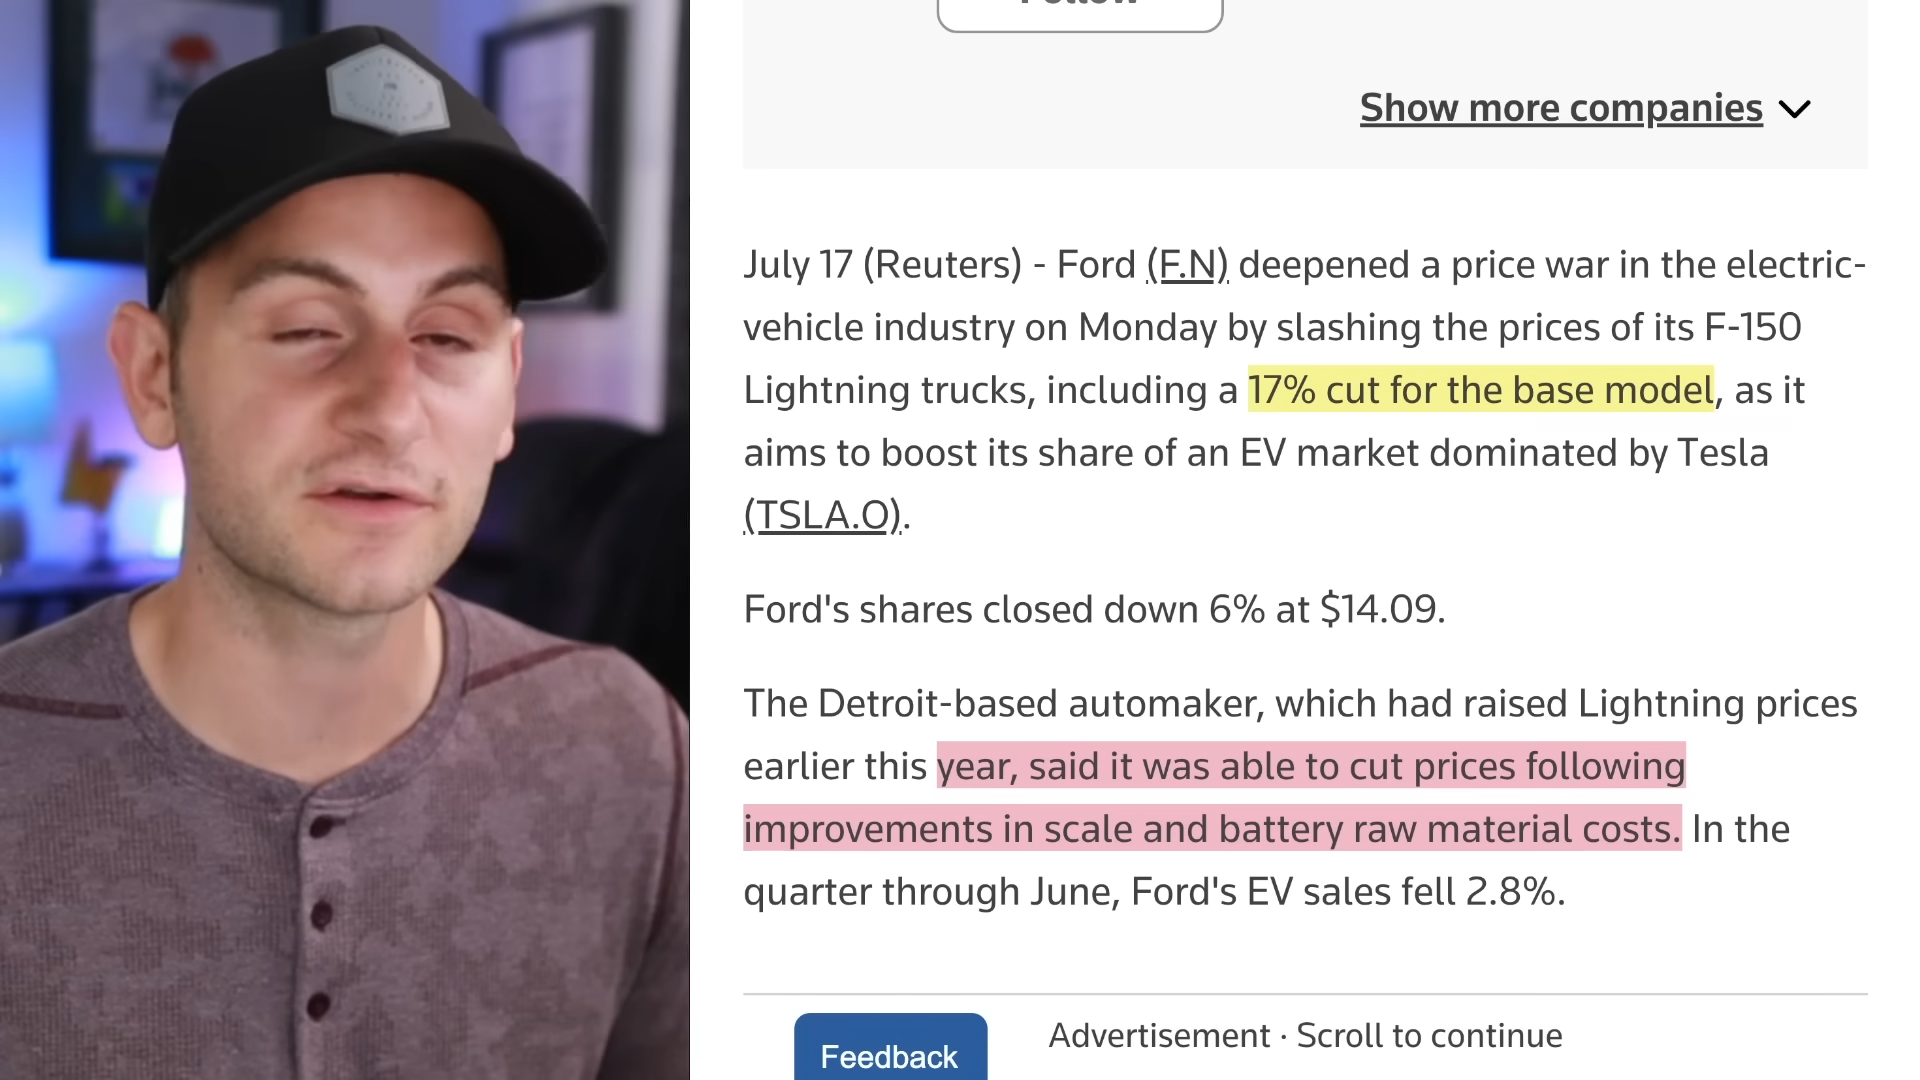 Show more companies
July 17 (Reuters) - Ford (F.N) deepened a price war in the electric-
vehicle industry on Monday by slashing the prices of its F-150
Lightning trucks, including a 17% cut for the base model, as it
aims to boost its share of an EV market dominated by Tesla
(TSLA.O).
Ford's shares closed down 6% at $14.09.
The Detroit-based automaker, which had raised Lightning prices
earlier this year, said it was able to cut prices following
improvements in scale and battery raw material costs. In the
quarter through June, Ford's EV sales fell 2.8%.
Advertisement · Scroll to continue
Feedback